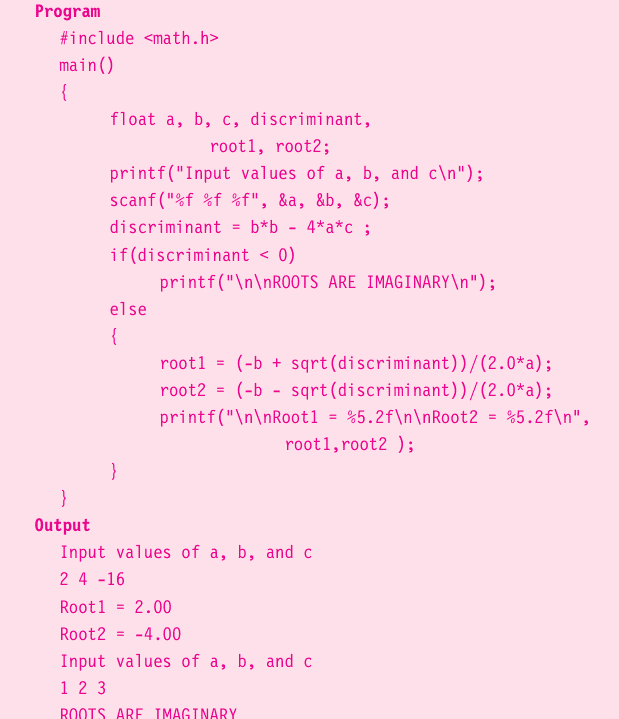 Program
#include <math.h>
main()
{
float a, b, c, discriminant,
root1, root2;
printf("Input values of a, b, and c\n");
scanf("%f %f %f", &a, &b, &c);
discriminant = b*b - 4*a*c ;
if(discriminant < 0)
printf("\n\nROOTS ARE IMAGINARY\n");
else
{
root1 = (-b + sqrt(discriminant))/(2.0*a);
root2 = (-b - sqrt(discriminant))/(2.0*a);
printf("\n\nRoot1 = %5.2f\n\nRoot2 = %5.2f\n",
root1,root2 );
}
}
Output
Input values of a, b, and c
2 4 -16
Root1 = 2.00
Root2 = -4.00
Input values of a, b, and c
1 2 3
ROOTS ARE IMAGINARY